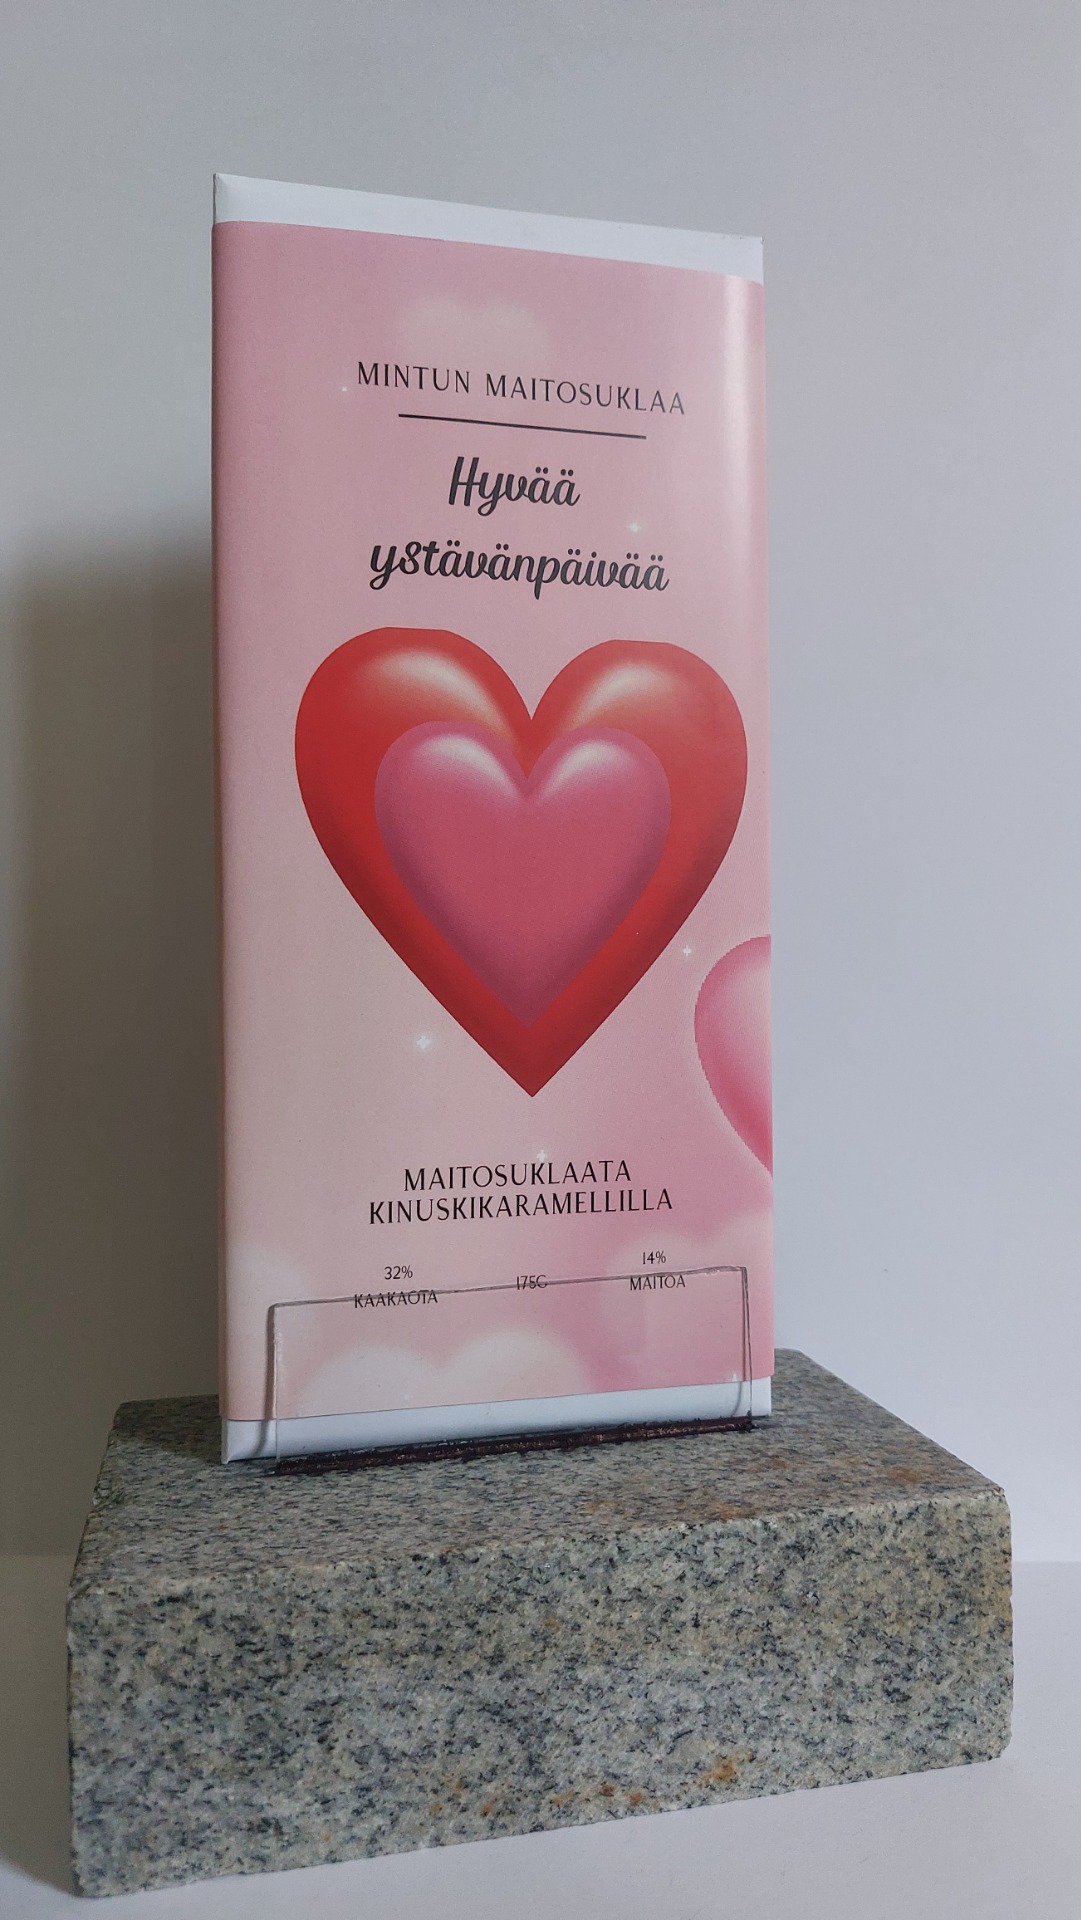 MINTUN MAITOSUKLAA
Hyvää
ystävänpäivää
MAITOSUKLAATA
KINUSKIKARAMELLILLA
32%
KAAKAOTA
175G
14%
MAITOA